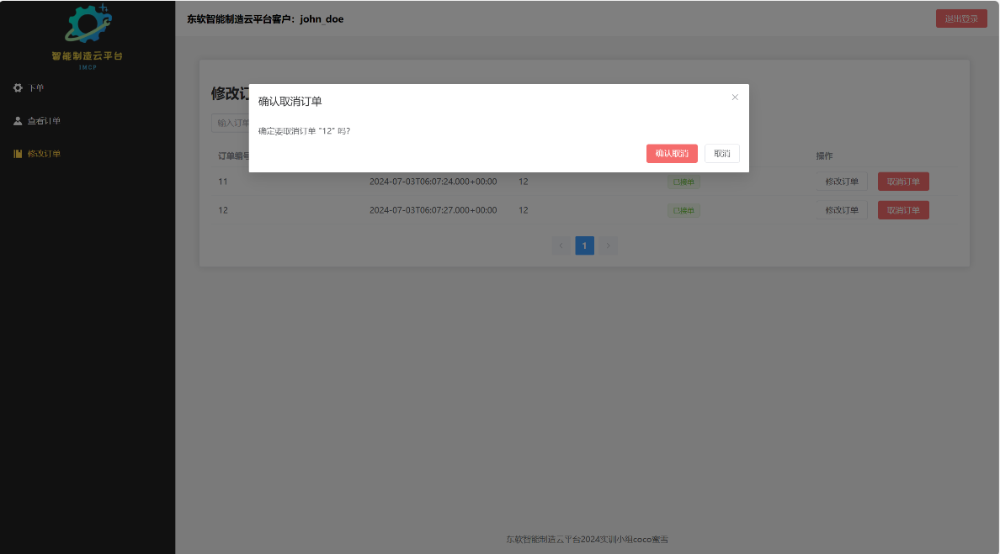 东软智能制造云平台客户：john_doe
退出登录
智能制造云平台
IMCP
下单
查看订单
修改订单
修改订
输入订单
确认取消订单
确定要取消订单 "12" 吗?
确认取消 取消
订单编号 操作
11 2024-07-03T06:07:24.000+00:00 12 已接单 修改订单 取消订单
12 2024-07-03T06:07:27.000+00:00 12 已接单 修改订单 取消订单
1
东软智能制造云平台2024实训小组coco蜜雪